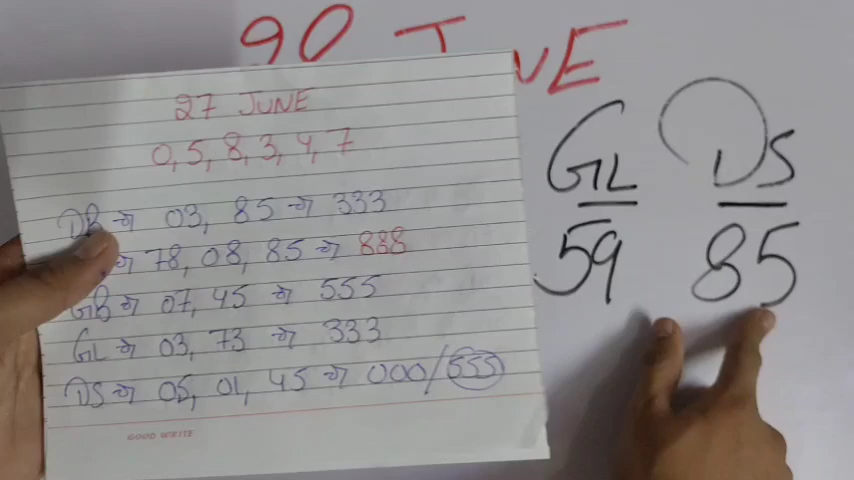 90 JUNE
27 JUNE
0, 5, 8, 3, 4, 7
DB 03, 85 333
78, 08, 85 888
GB 07, 45 555
GL 03, 73 333
DS 05, 01, 45 000/555
GOOD WRITE
GL DS
59 85